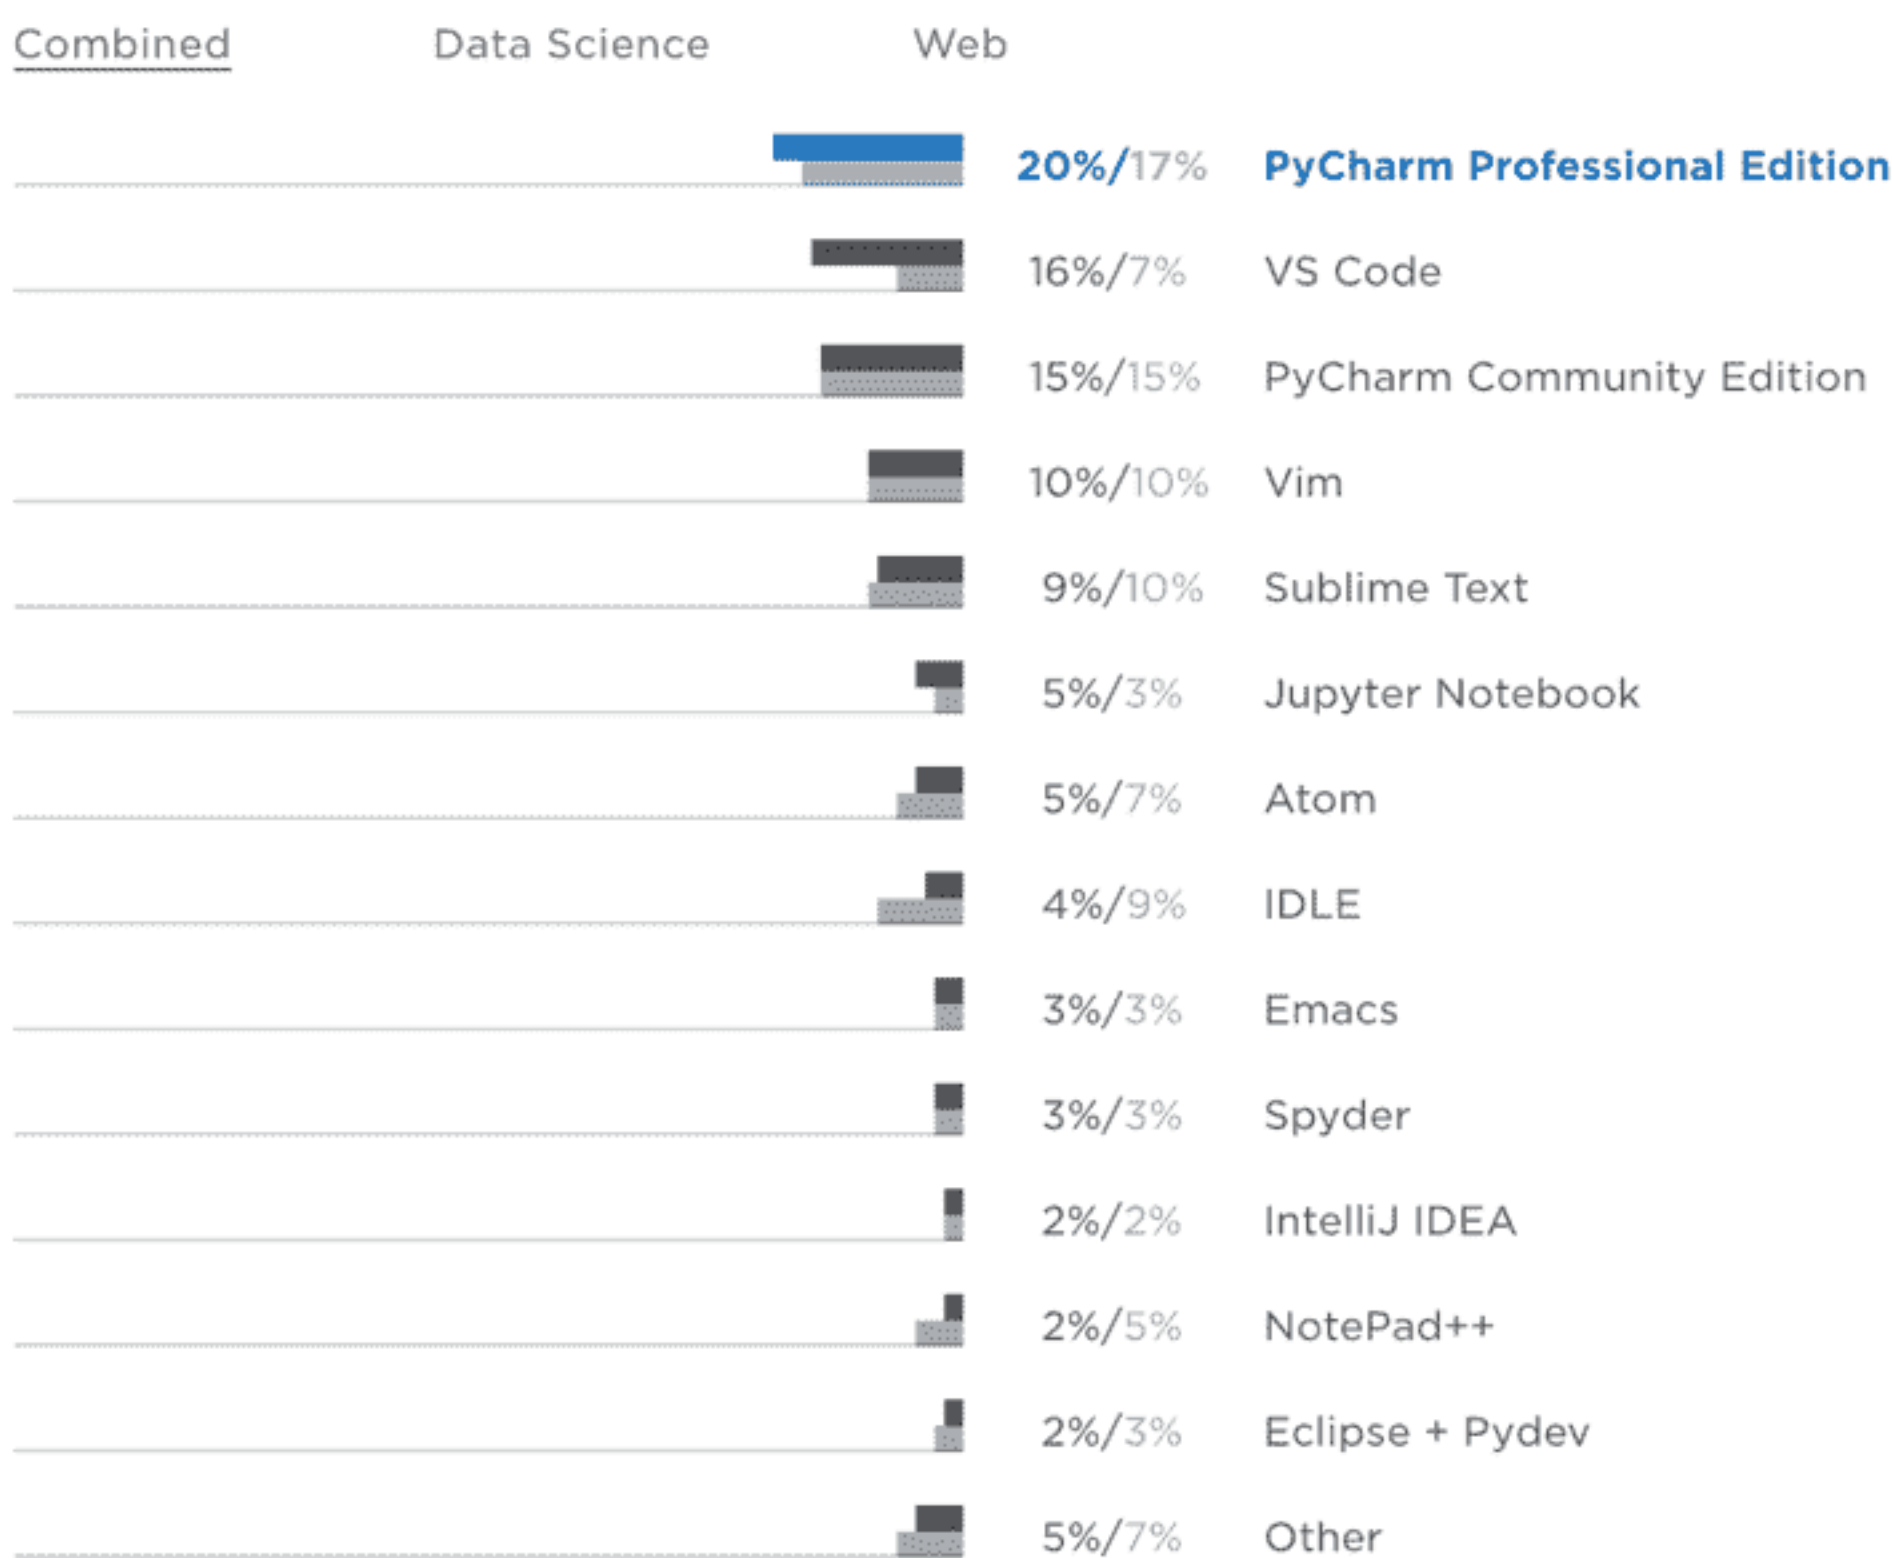 Combined Data Science Web
20%/17% PyCharm Professional Edition
16%/7% VS Code
15%/15% PyCharm Community Edition
10%/10% Vim
9%/10% Sublime Text
5%/3% Jupyter Notebook
5%/7% Atom
4%/9% IDLE
3%/3% Emacs
3%/3% Spyder
2%/2% IntelliJ IDEA
2%/5% NotePad++
2%/3% Eclipse + Pydev
5%/7% Other